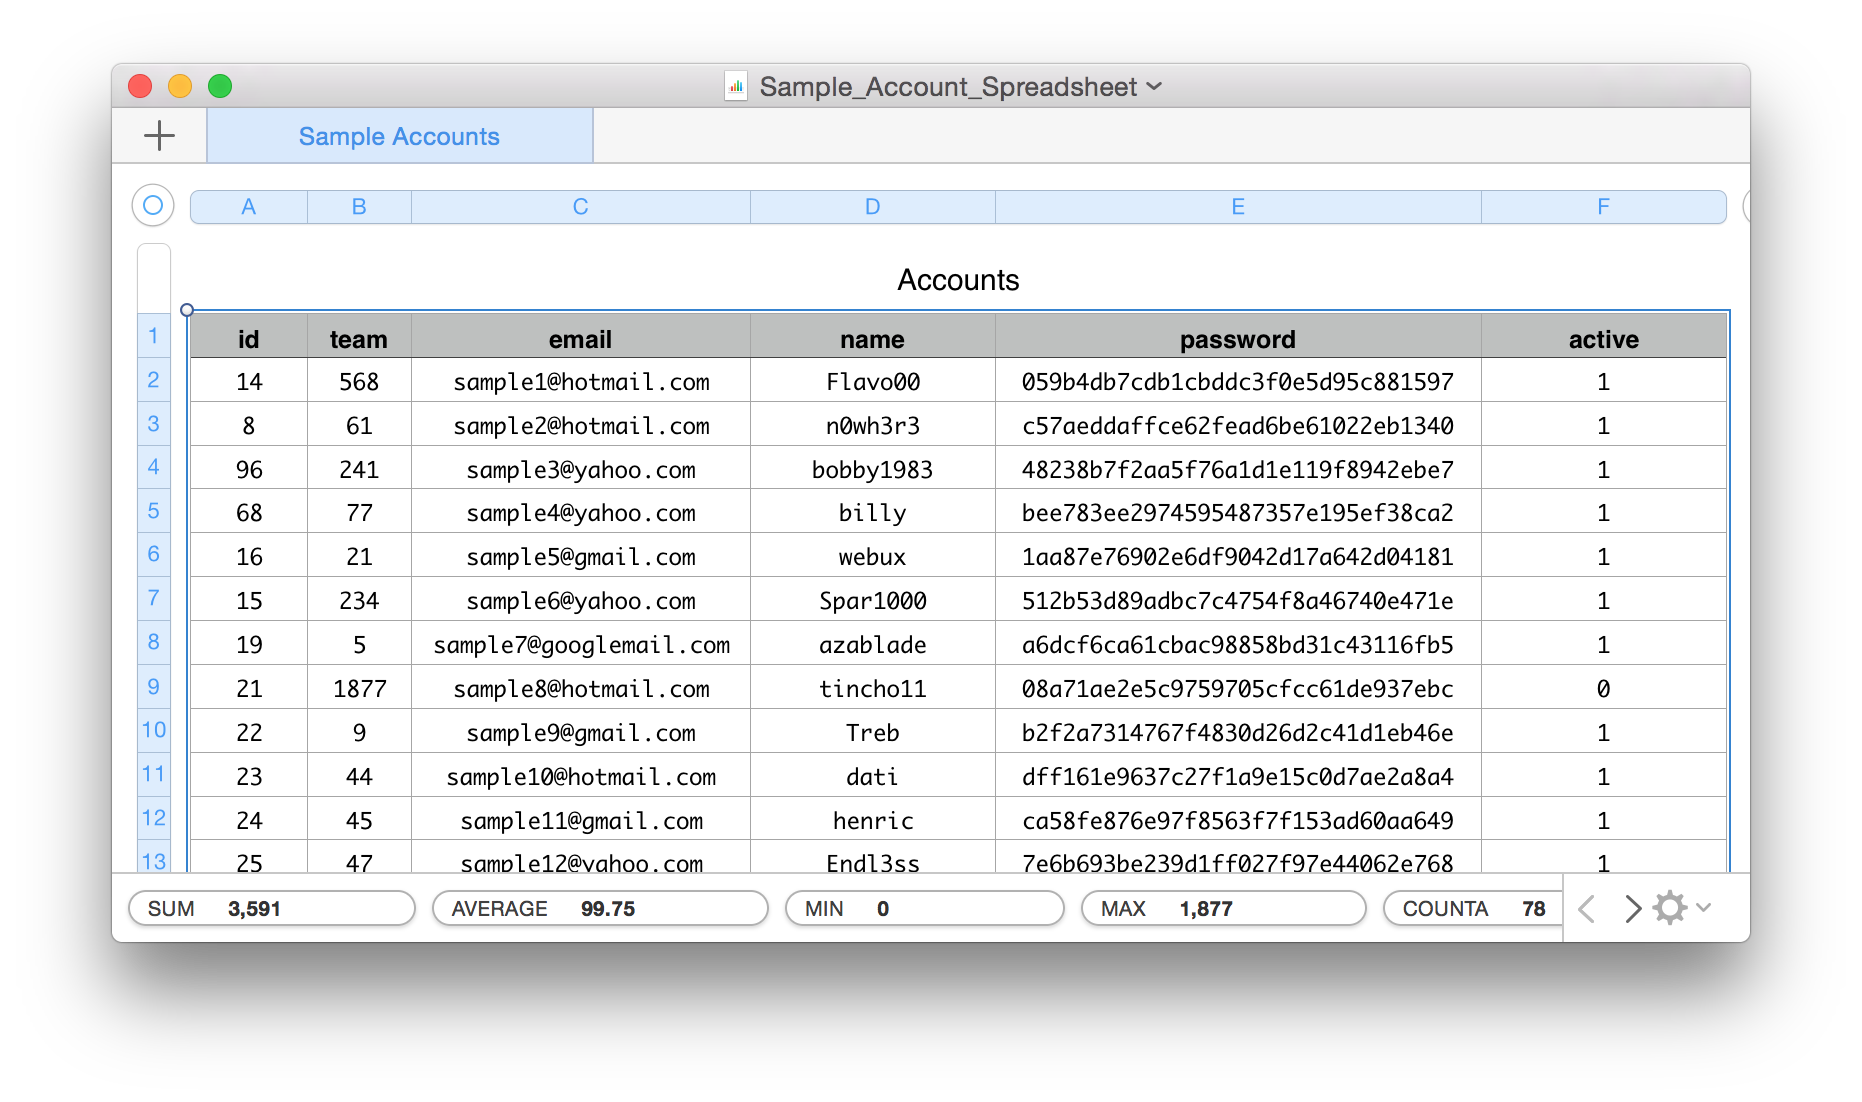 Sample_Account_Spreadsheet
Sample Accounts
A B C D E F
Accounts
1 id team email name password active
2 14 568 sample1@hotmail.com Flavo00 059b4db7cdb1cbddc3f0e5d95c881597 1
3 8 61 sample2@hotmail.com n0wh3r3 c57aeddaffce62fead6be61022eb1340 1
4 96 241 sample3@yahoo.com bobby1983 48238b7f2aa5f76a1d1e119f8942ebe7 1
5 68 77 sample4@yahoo.com billy bee783ee2974595487357e195ef38ca2 1
6 16 21 sample5@gmail.com webux 1aa87e76902e6df9042d17a642d04181 1
7 15 234 sample6@yahoo.com Spar1000 512b53d89adbc7c4754f8a46740e471e 1
8 19 5 sample7@googlemail.com azablade a6dcf6ca61cbac98858bd31c43116fb5 1
9 21 1877 sample8@hotmail.com tincho11 08a71ae2e5c9759705cfcc61de937ebc 0
10 22 9 sample9@gmail.com Treb b2f2a7314767f4830d26d2c41d1eb46e 1
11 23 44 sample10@hotmail.com dati dff161e9637c27f1a9e15c0d7ae2a8a4 1
12 24 45 sample11@gmail.com henric ca58fe876e97f8563f7f153ad60aa649 1
13 25 47 sample12@yahoo.com Endl3ss 7e6b693be239d1ff027f97e44062e768 1
SUM 3,591 AVERAGE 99.75 MIN 0 MAX 1,877 COUNTA 78